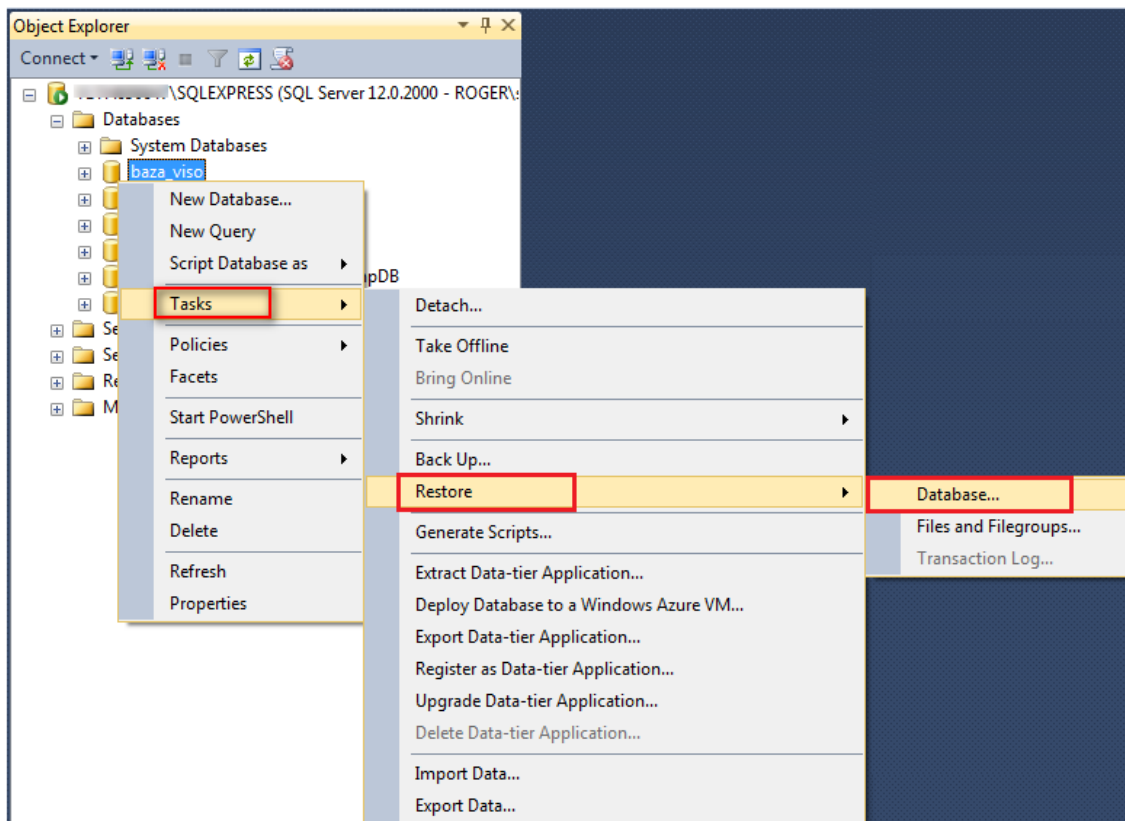 Object Explorer
Connect
\SQLEXPRESS (SQL Server 12.0.2000 - ROGER\
Databases
System Databases
baza_viso
New Database...
New Query
Script Database as
pDB
Tasks
Se
Policies
Se
Facets
Re
M
Start PowerShell
Reports
Rename
Delete
Refresh
Properties
Detach...
Take Offline
Bring Online
Shrink
Back Up...
Restore
Generate Scripts...
Extract Data-tier Application...
Deploy Database to a Windows Azure VM...
Export Data-tier Application...
Register as Data-tier Application...
Upgrade Data-tier Application...
Delete Data-tier Application...
Import Data...
Export Data...
Database...
Files and Filegroups...
Transaction Log...